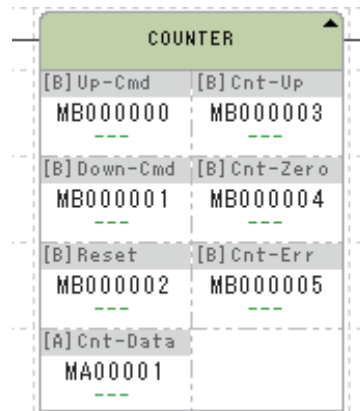 COUNTER
[B]Up-Cmd [B]Cnt-Up
MB000000 MB000003
--- ---
[B]Down-Cmd [B]Cnt-Zero
MB000001 MB000004
--- ---
[B]Reset [B]Cnt-Err
MB000002 MB000005
--- ---
[A]Cnt-Data
MA00001
---